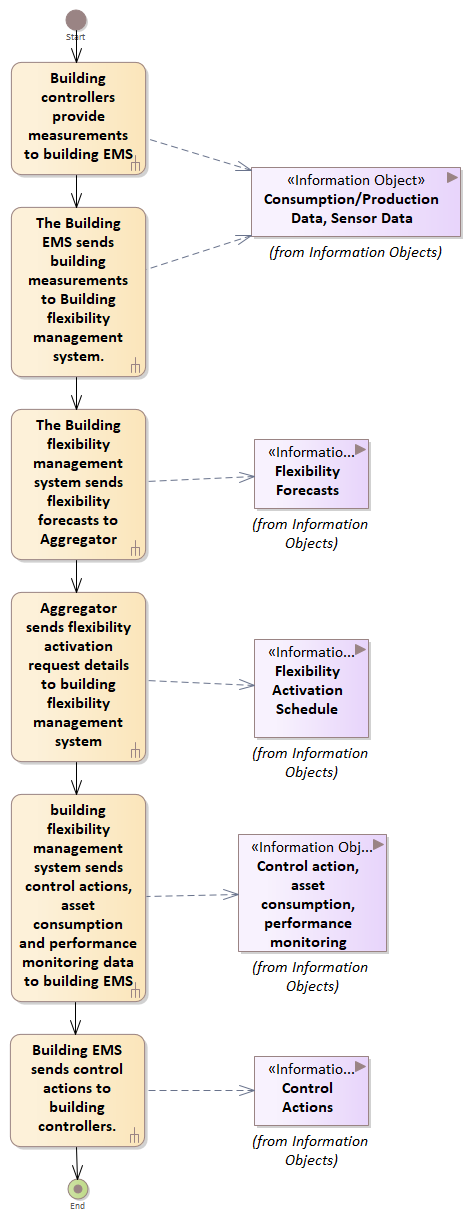 Start
Building
controllers
provide
measurements
to building EMS
«Information Object»
Consumption/Production
Data, Sensor Data
(from Information Objects)
The Building
EMS sends
building
measurements
to Building
flexibility
management
system.
The Building
flexibility
management
system sends
flexibility
forecasts to
Aggregator
«Informatio...
Flexibility
Forecasts
(from Information
Objects)
Aggregator
sends flexibility
activation
request details
to building
flexibility
management
system
«Informatio...
Flexibility
Activation
Schedule
(from Information
Objects)
building
flexibility
management
system sends
control actions,
asset
consumption
and performance
monitoring data
to building EMS
«Information Obj...
Control action,
asset
consumption,
performance
monitoring
(from Information
Objects)
Building EMS
sends control
actions to
building
controllers.
«Informatio...
Control
Actions
(from Information
Objects)
End